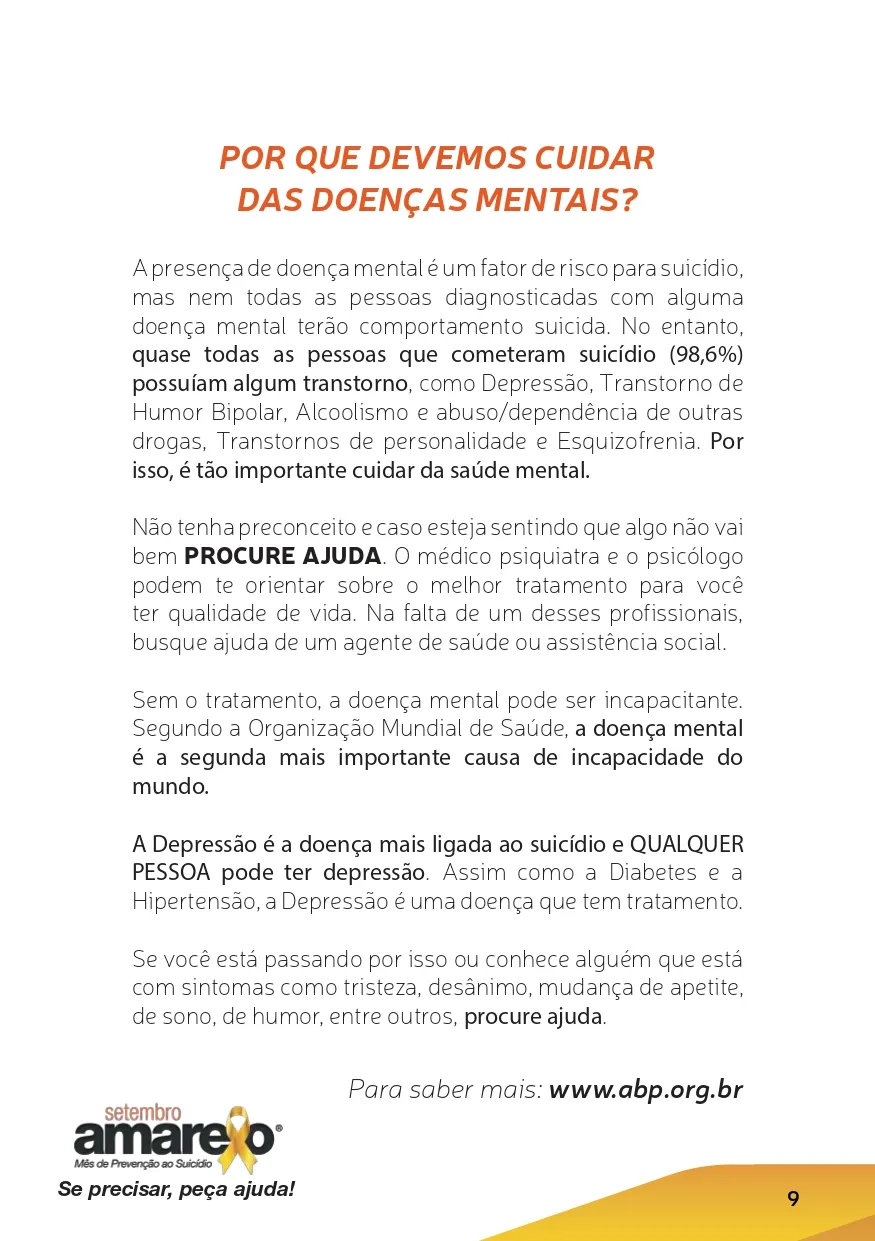 POR QUE DEVEMOS CUIDAR
DAS DOENÇAS MENTAIS?
A presença de doença mental é um fator de risco para suicídio,
mas nem todas as pessoas diagnosticadas com alguma
doença mental terão comportamento suicida. No entanto,
quase todas as pessoas que cometeram suicídio (98,6%)
possuíam algum transtorno, como Depressão, Transtorno de
Humor Bipolar, Alcoolismo e abuso/dependência de outras
drogas, Transtornos de personalidade e Esquizofrenia. Por
isso, é tão importante cuidar da saúde mental.
Não tenha preconceito e caso esteja sentindo que algo não vai
bem PROCURE AJUDA. O médico psiquiatra e o psicólogo
podem te orientar sobre o melhor tratamento para você
ter qualidade de vida. Na falta de um desses profissionais,
busque ajuda de um agente de saúde ou assistência social.
Sem o tratamento, a doença mental pode ser incapacitante.
Segundo a Organização Mundial de Saúde, a doença mental
é a segunda mais importante causa de incapacidade do
mundo.
A Depressão é a doença mais ligada ao suicídio e QUALQUER
PESSOA pode ter depressão. Assim como a Diabetes e a
Hipertensão, a Depressão é uma doença que tem tratamento.
Se você está passando por isso ou conhece alguém que está
com sintomas como tristeza, desânimo, mudança de apetite,
de sono, de humor, entre outros, procure ajuda.
Para saber mais: www.abp.org.br
setembro
amarelo®
Mês de Prevenção ao Suicídio
Se precisar, peça ajuda!
9